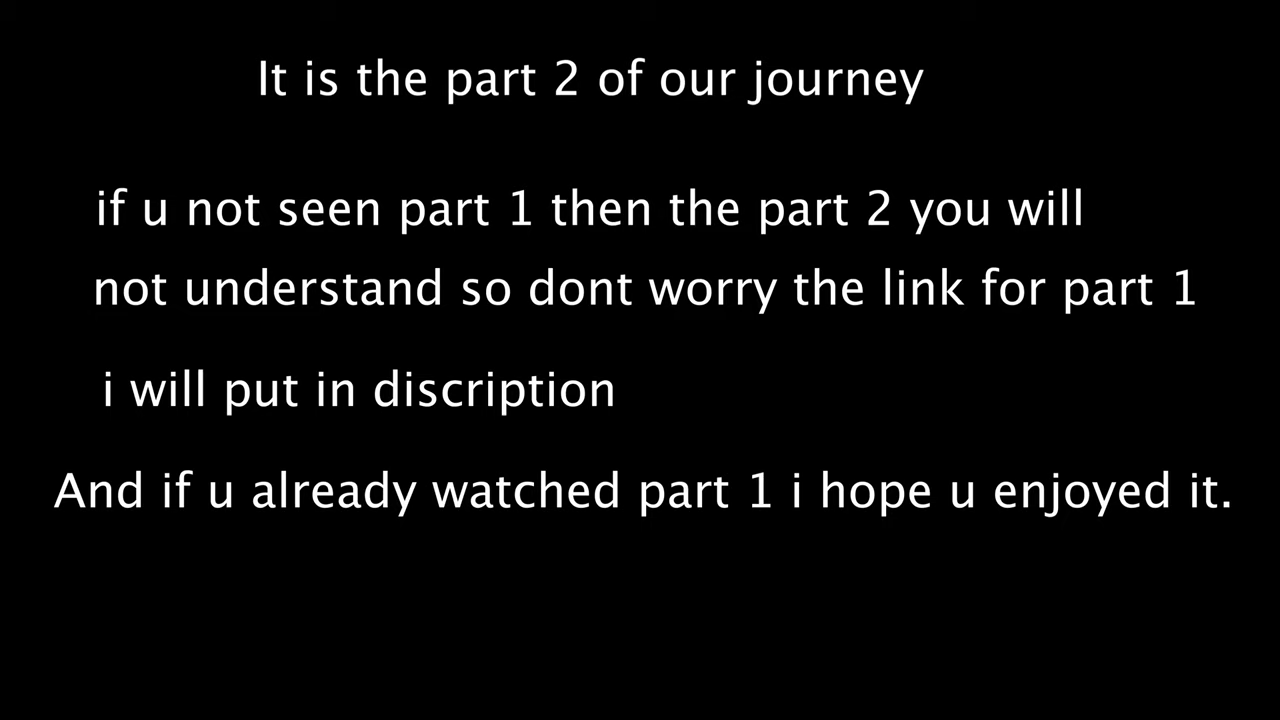 It is the part 2 of our journey
if u not seen part 1 then the part 2 you will
not understand so dont worry the link for part 1
i will put in discription
And if u already watched part 1 i hope u enjoyed it.